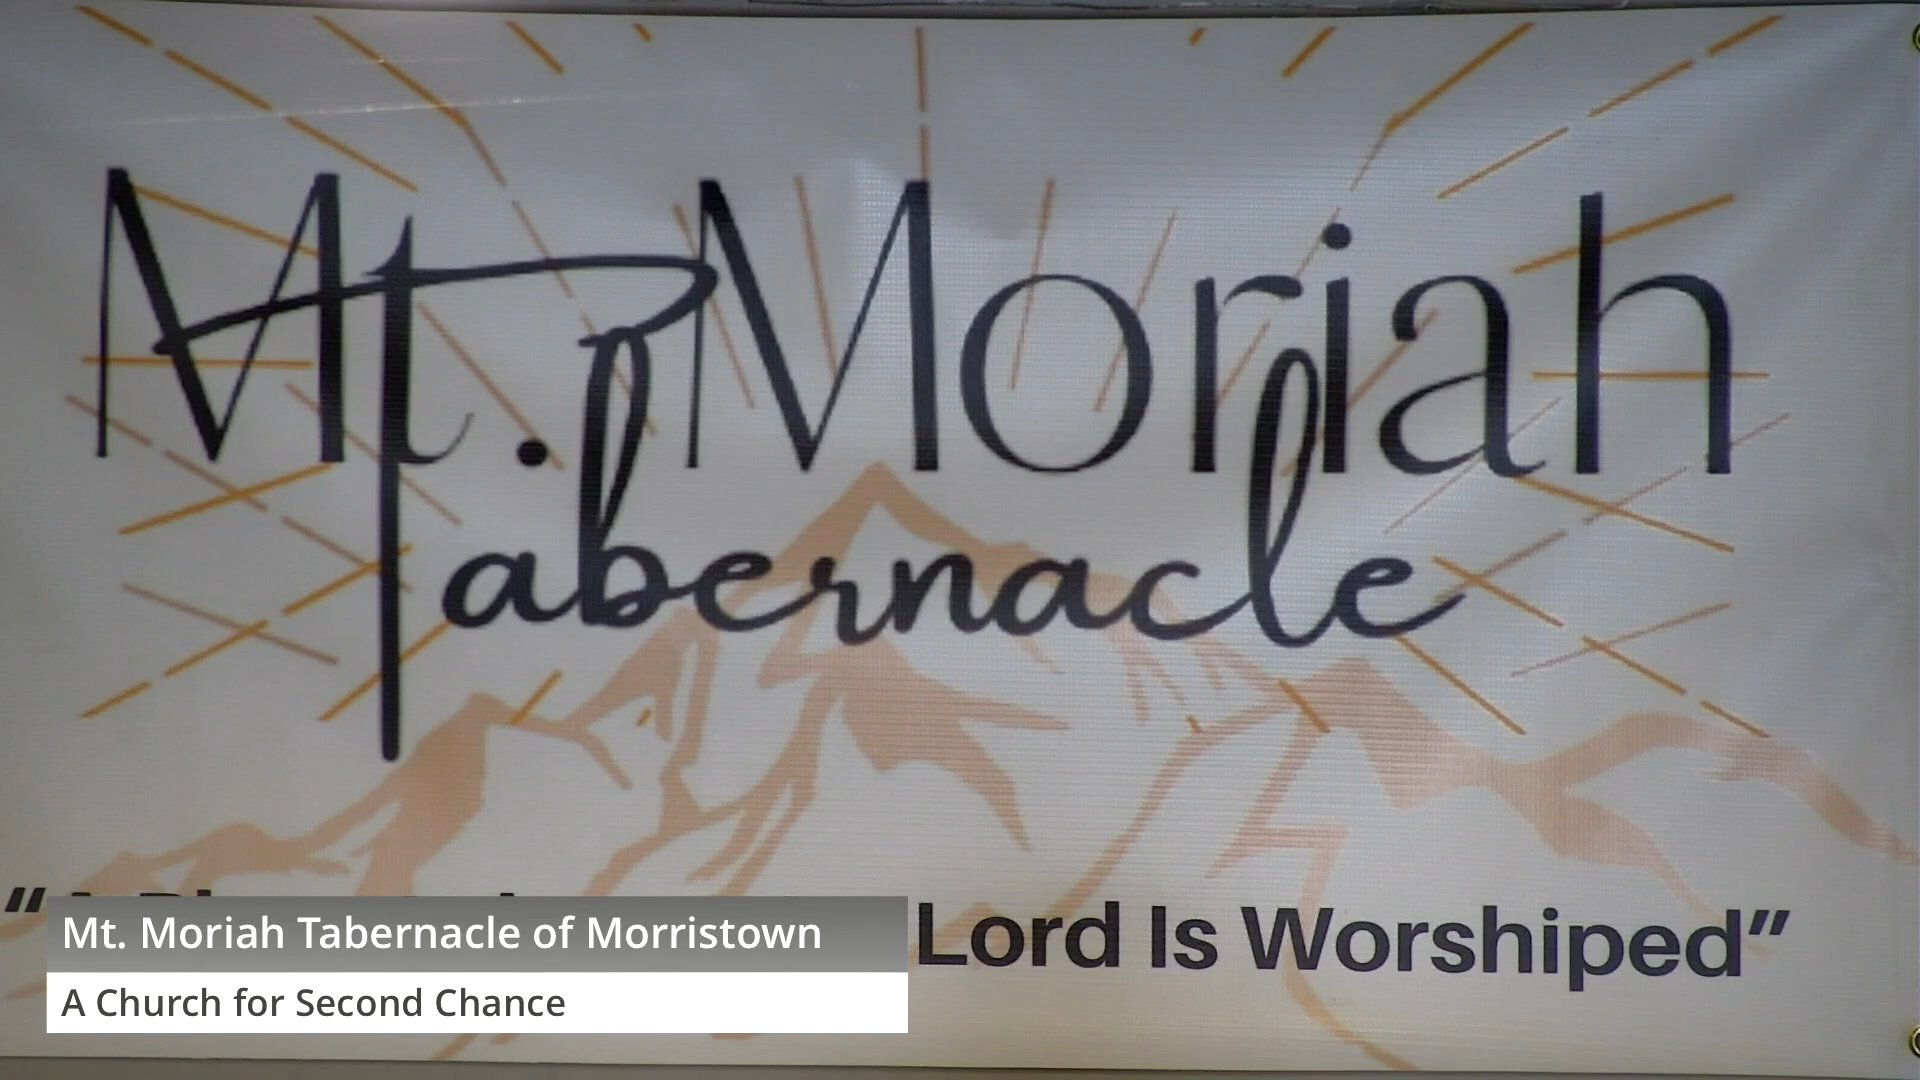 Mt. Moriah
Tabernacle
Lord Is Worshiped”
Mt. Moriah Tabernacle of Morristown
A Church for Second Chance